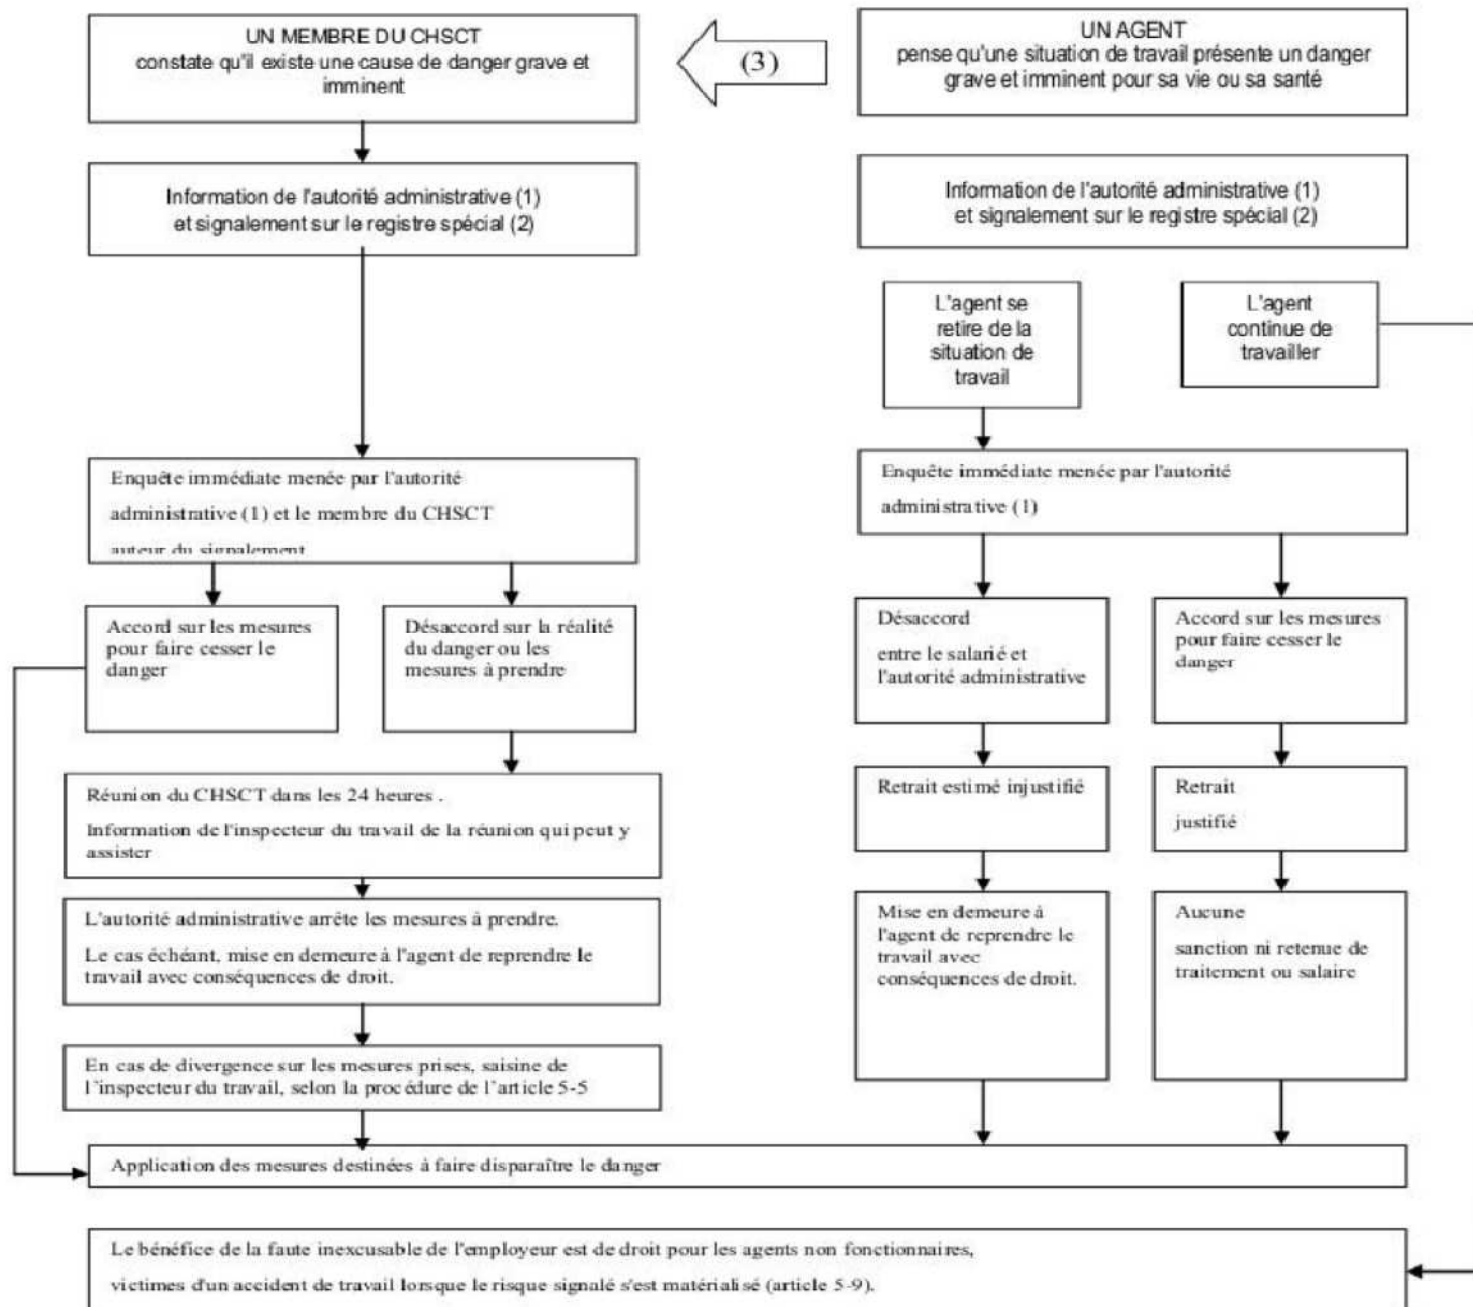 UN MEMBRE DU CHSCT
constate qu'il existe une cause de danger grave et
imminent
(3)
UN AGENT
pense qu'une situation de travail présente un danger
grave et imminent pour sa vie ou sa santé
Information de l'autorité administrative (1)
et signalement sur le registre spécial (2)
Information de l'autorité administrative (1)
et signalement sur le registre spécial (2)
L'agent se
retire de la
situation de
travail
L'agent
continue de
travailler
Enquête immédiate menée par l'autorité
administrative (1) et le membre du CHSCT
auteur du signalement
Enquête immédiate menée par l'autorité
administrative (1)
Accord sur les mesures
pour faire cesser le
danger
Désaccord sur la réalité
du danger ou les
mesures à prendre
Désaccord
entre le salarié et
l'autorité administrative
Accord sur les mesures
pour faire cesser le
danger
Réunion du CHSCT dans les 24 heures .
Information de l'inspecteur du travail de la réunion qui peut y
assister
Retrait estimé injustifié
Retrait
justifié
L'autorité administrative arrête les mesures à prendre.
Le cas échéant, mise en demeure à l'agent de reprendre le
travail avec conséquences de droit.
Mise en demeure à
l'agent de reprendre le
travail avec
conséquences de droit.
Aucune
sanction ni retenue de
traitement ou salaire
En cas de divergence sur les mesures prises, saisine de
l'inspecteur du travail, selon la procédure de l'article 5-5
Application des mesures destinées à faire disparaître le danger
Le bénéfice de la faute inexcusable de l'employeur est de droit pour les agents non fonctionnaires,
victimes d'un accident de travail lorsque le risque signalé s'est matérialisé (article 5-9).